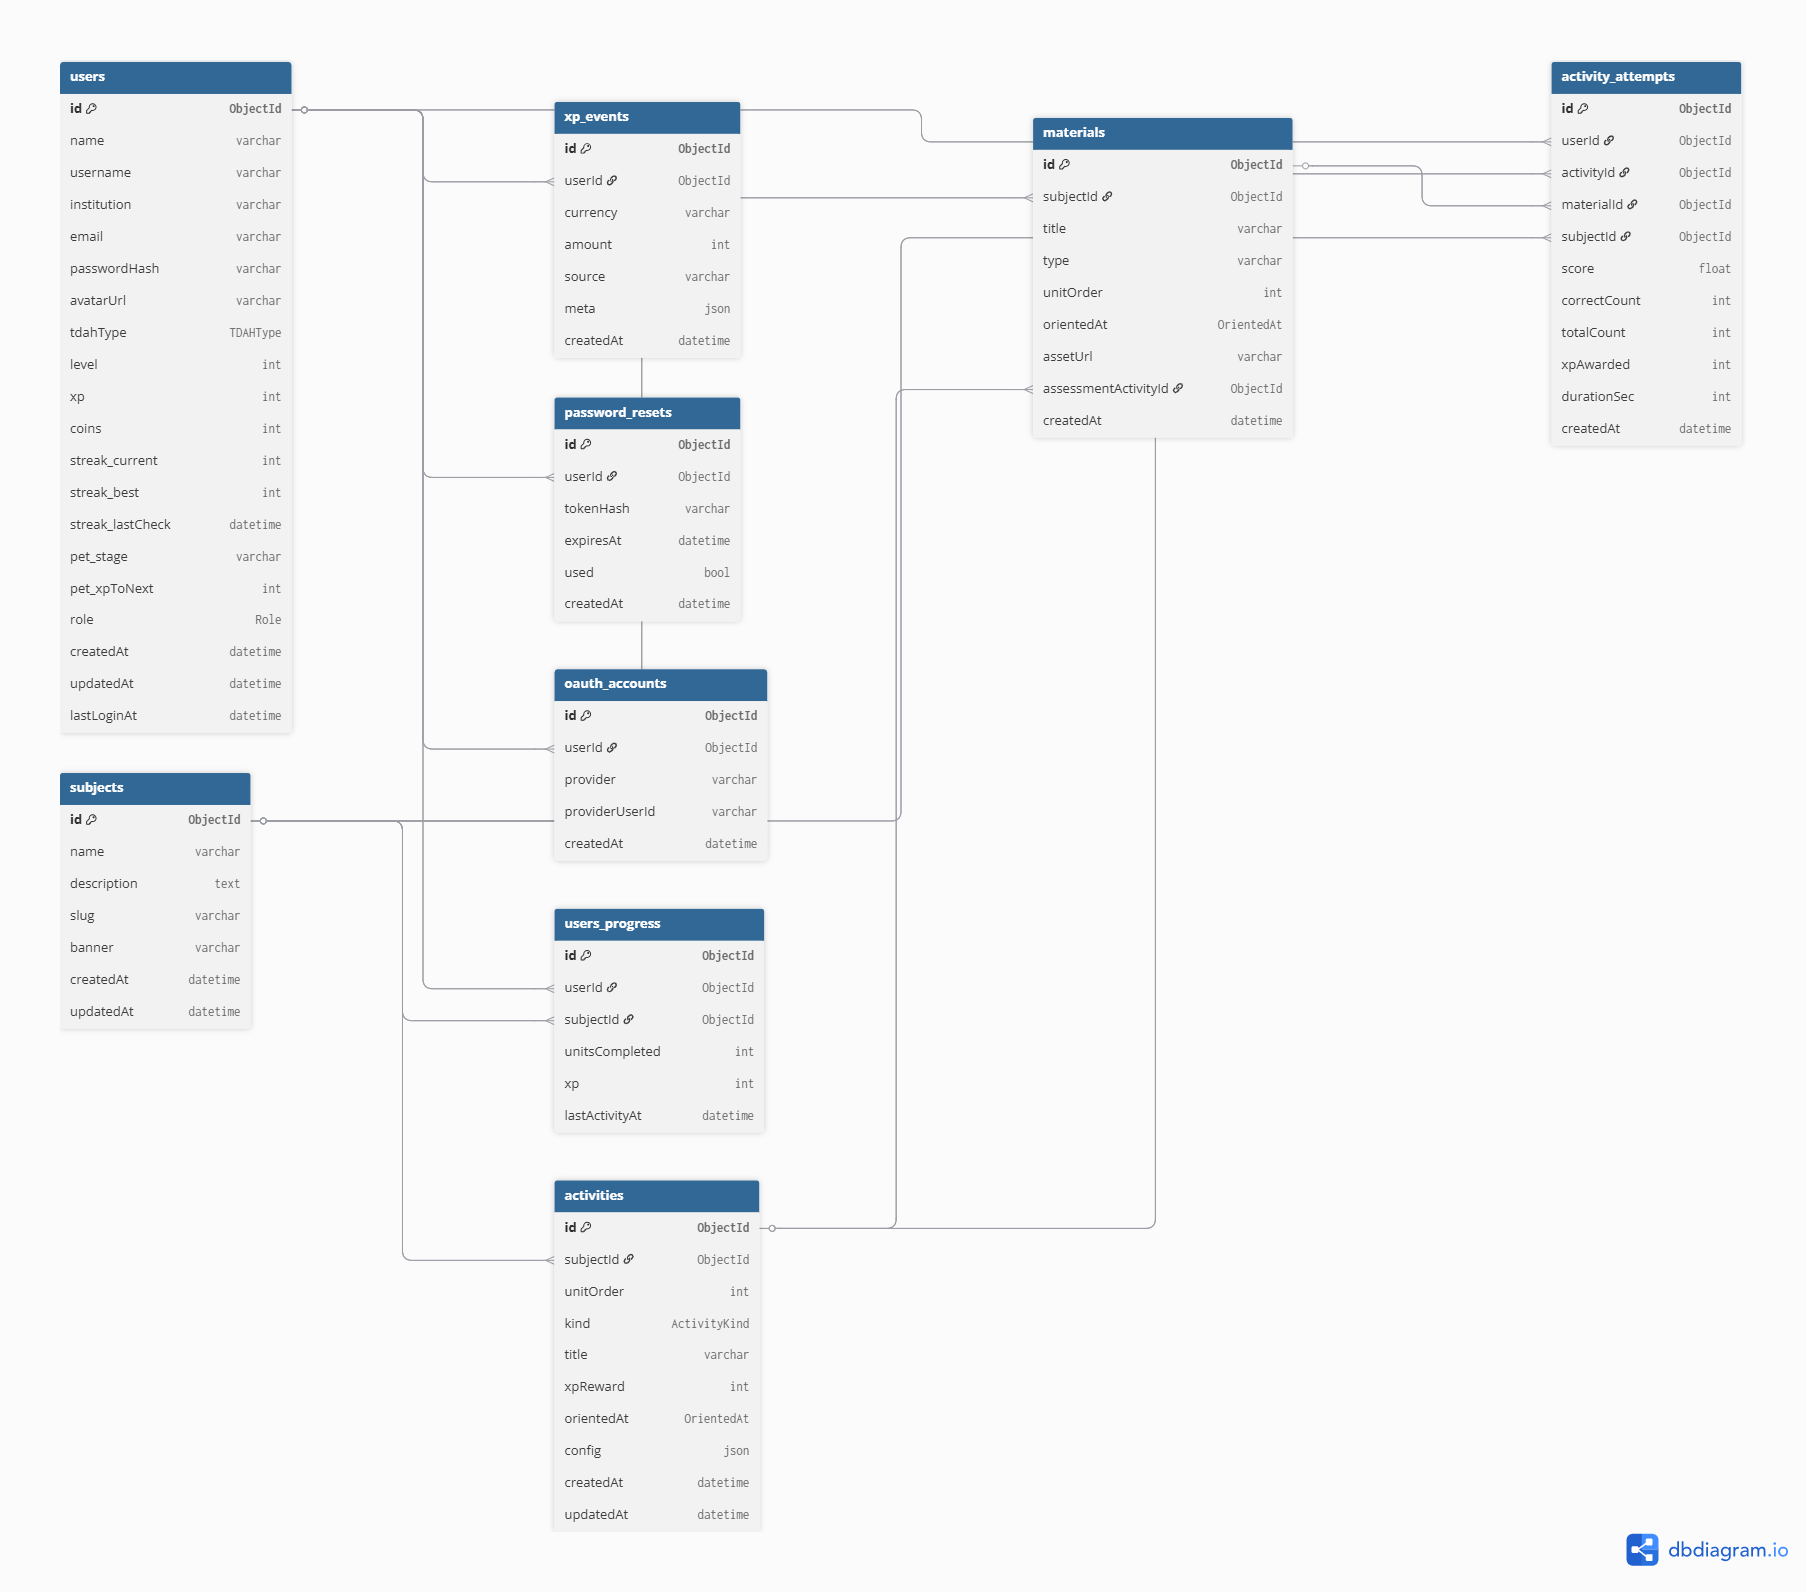 users
id ObjectId
name varchar
username varchar
institution varchar
email varchar
passwordHash varchar
avatarUrl varchar
tdahType TDAHType
level int
xp int
coins int
streak_current int
streak_best int
streak_lastCheck datetime
pet_stage varchar
pet_xpToNext int
role Role
createdAt datetime
updatedAt datetime
lastLoginAt datetime
subjects
id ObjectId
name varchar
description text
slug varchar
banner varchar
createdAt datetime
updatedAt datetime
xp_events
id ObjectId
userId ObjectId
currency varchar
amount int
source varchar
meta json
createdAt datetime
password_resets
id ObjectId
userId ObjectId
tokenHash varchar
expiresAt datetime
used bool
createdAt datetime
oauth_accounts
id ObjectId
userId ObjectId
provider varchar
providerUserId varchar
createdAt datetime
users_progress
id ObjectId
userId ObjectId
subjectId ObjectId
unitsCompleted int
xp int
lastActivityAt datetime
activities
id ObjectId
subjectId ObjectId
unitOrder int
kind ActivityKind
title varchar
xpReward int
orientedAt OrientedAt
config json
createdAt datetime
updatedAt datetime
materials
id ObjectId
subjectId ObjectId
title varchar
type varchar
unitOrder int
orientedAt OrientedAt
assetUrl varchar
assessmentActivityId ObjectId
createdAt datetime
activity_attempts
id ObjectId
userId ObjectId
activityId ObjectId
materialId ObjectId
subjectId ObjectId
score float
correctCount int
totalCount int
xpAwarded int
durationSec int
createdAt datetime
dbdiagram.io